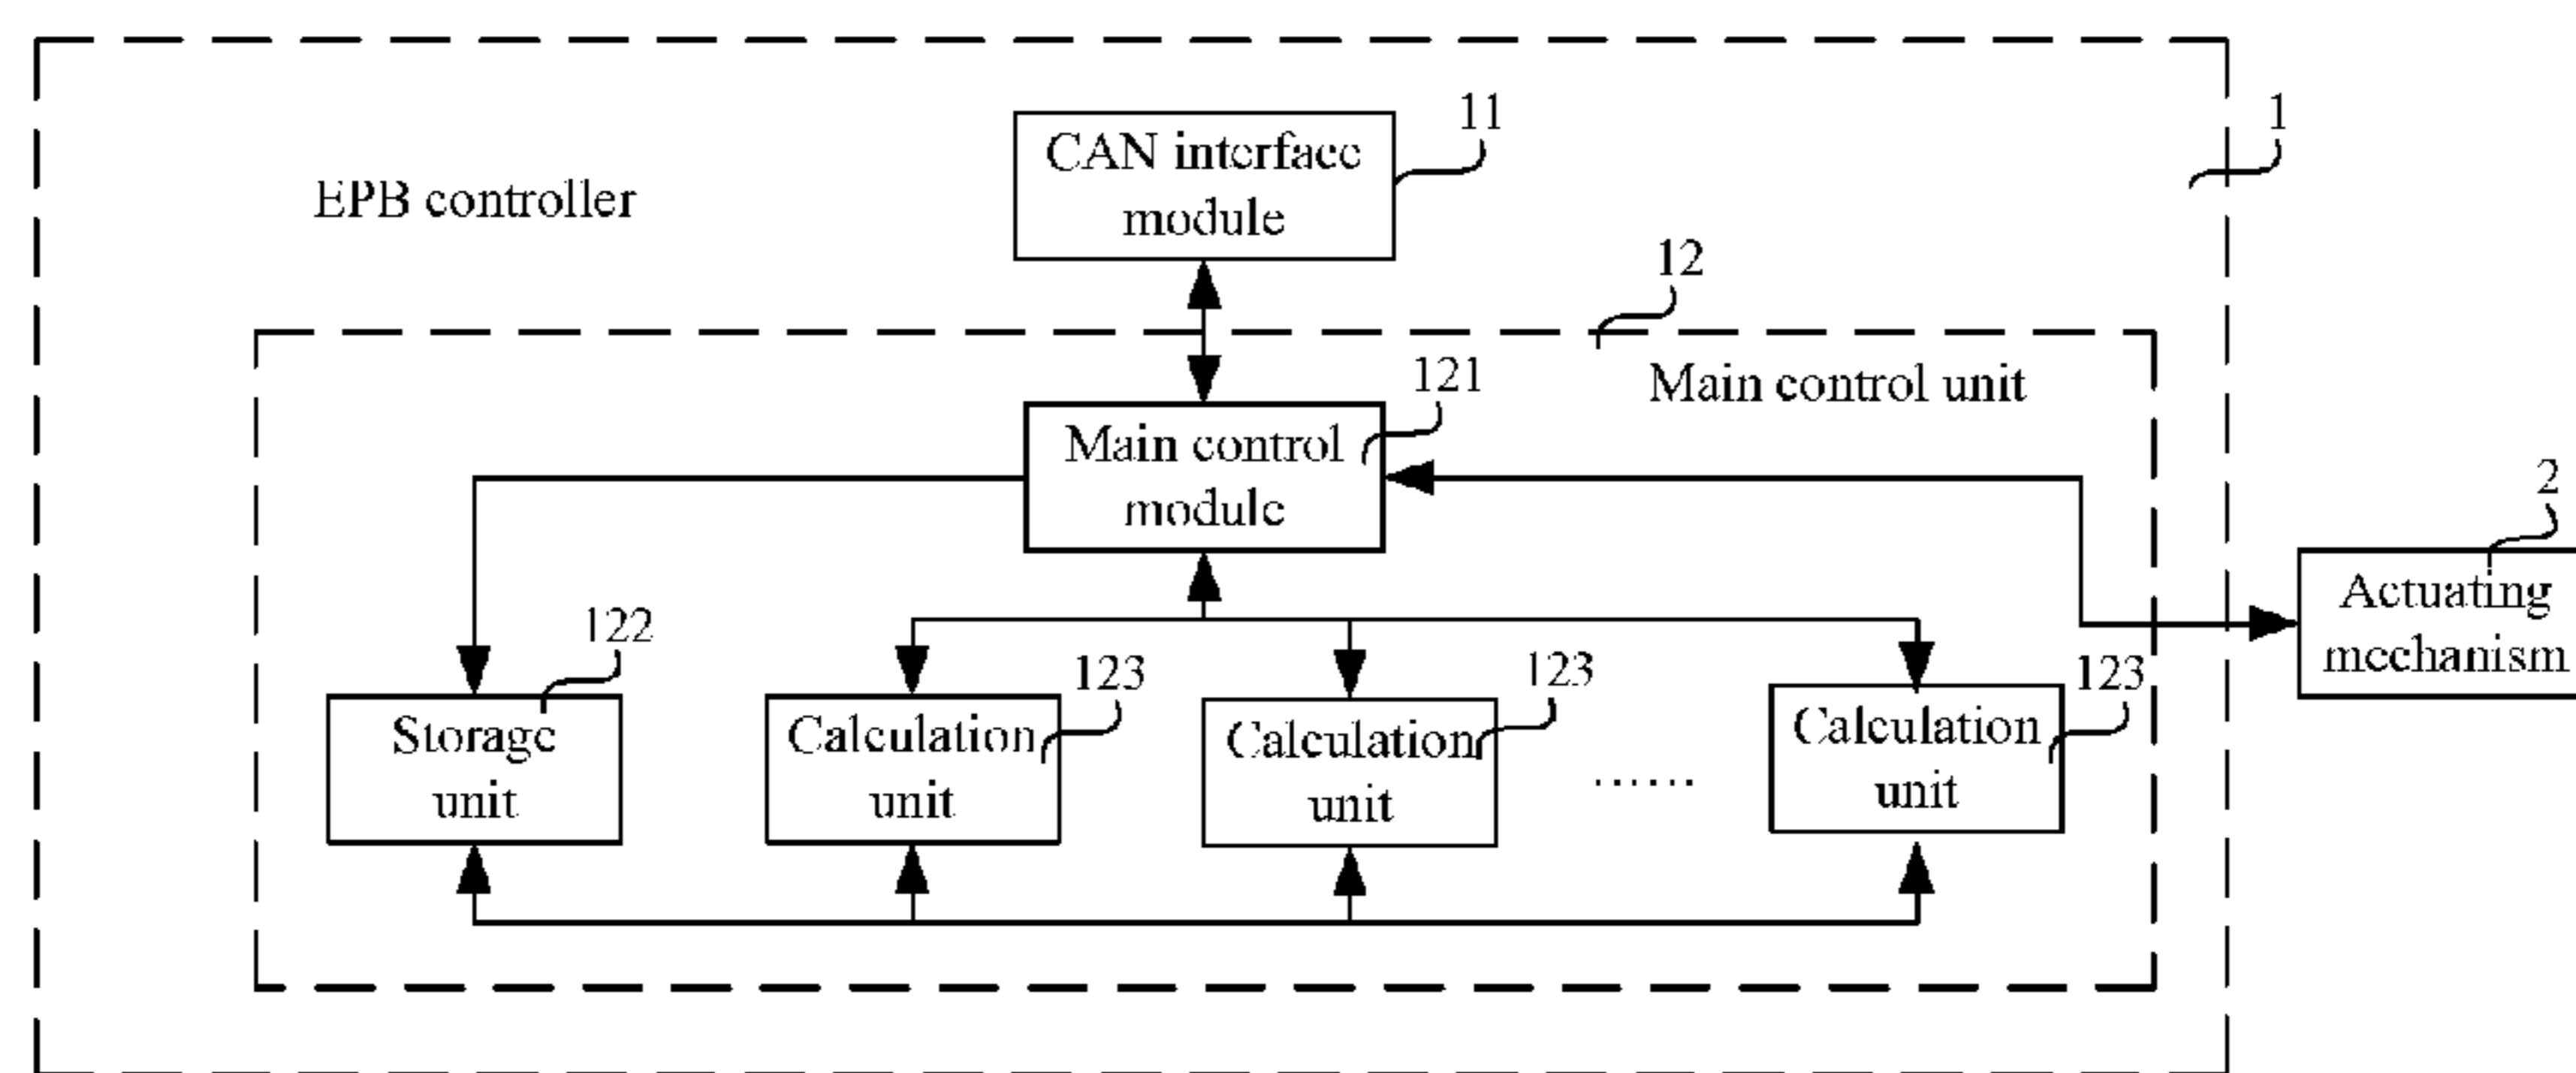 11
1
CAN interface
module
EPB controller
12
121
Main control unit
Main control
module
2
Actuating
mechanism
122
123
123
123
Storage
unit
Calculation
unit
Calculation
unit
......
Calculation
unit